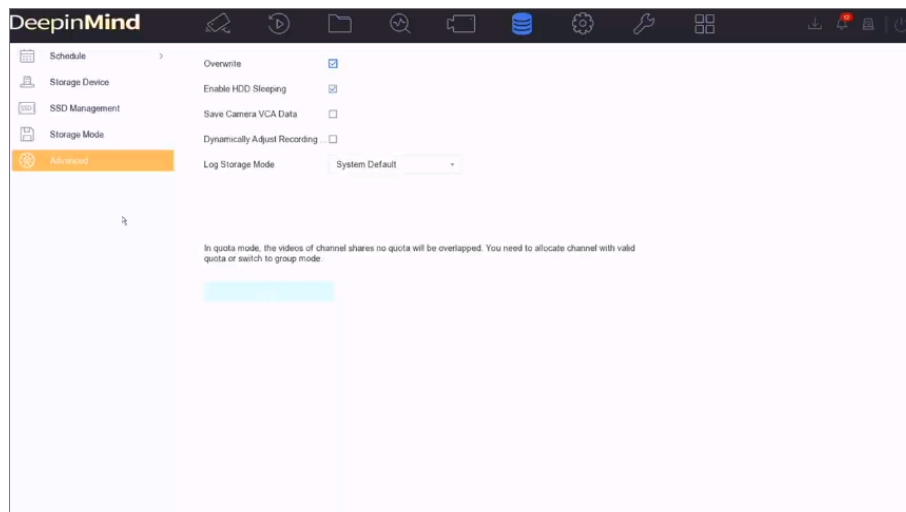 DeepinMind
Schedule >
Storage Device
SSD Management
Storage Mode
Advanced
Overwrite
Enable HDD Sleeping
Save Camera VCA Data
Dynamically Adjust Recording ...
Log Storage Mode System Default
In quota mode, the videos of channel shares no quota will be overlapped. You need to allocate channel with valid
quota or switch to group mode.